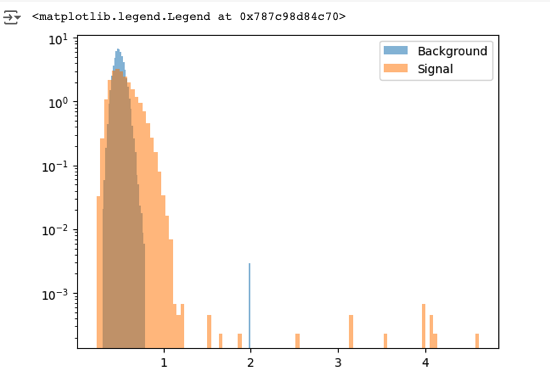 <matplotlib.legend.Legend at 0x787c98d84c70>
10¹
10⁰
10⁻¹
10⁻²
10⁻³
Background
Signal
1 2 3 4